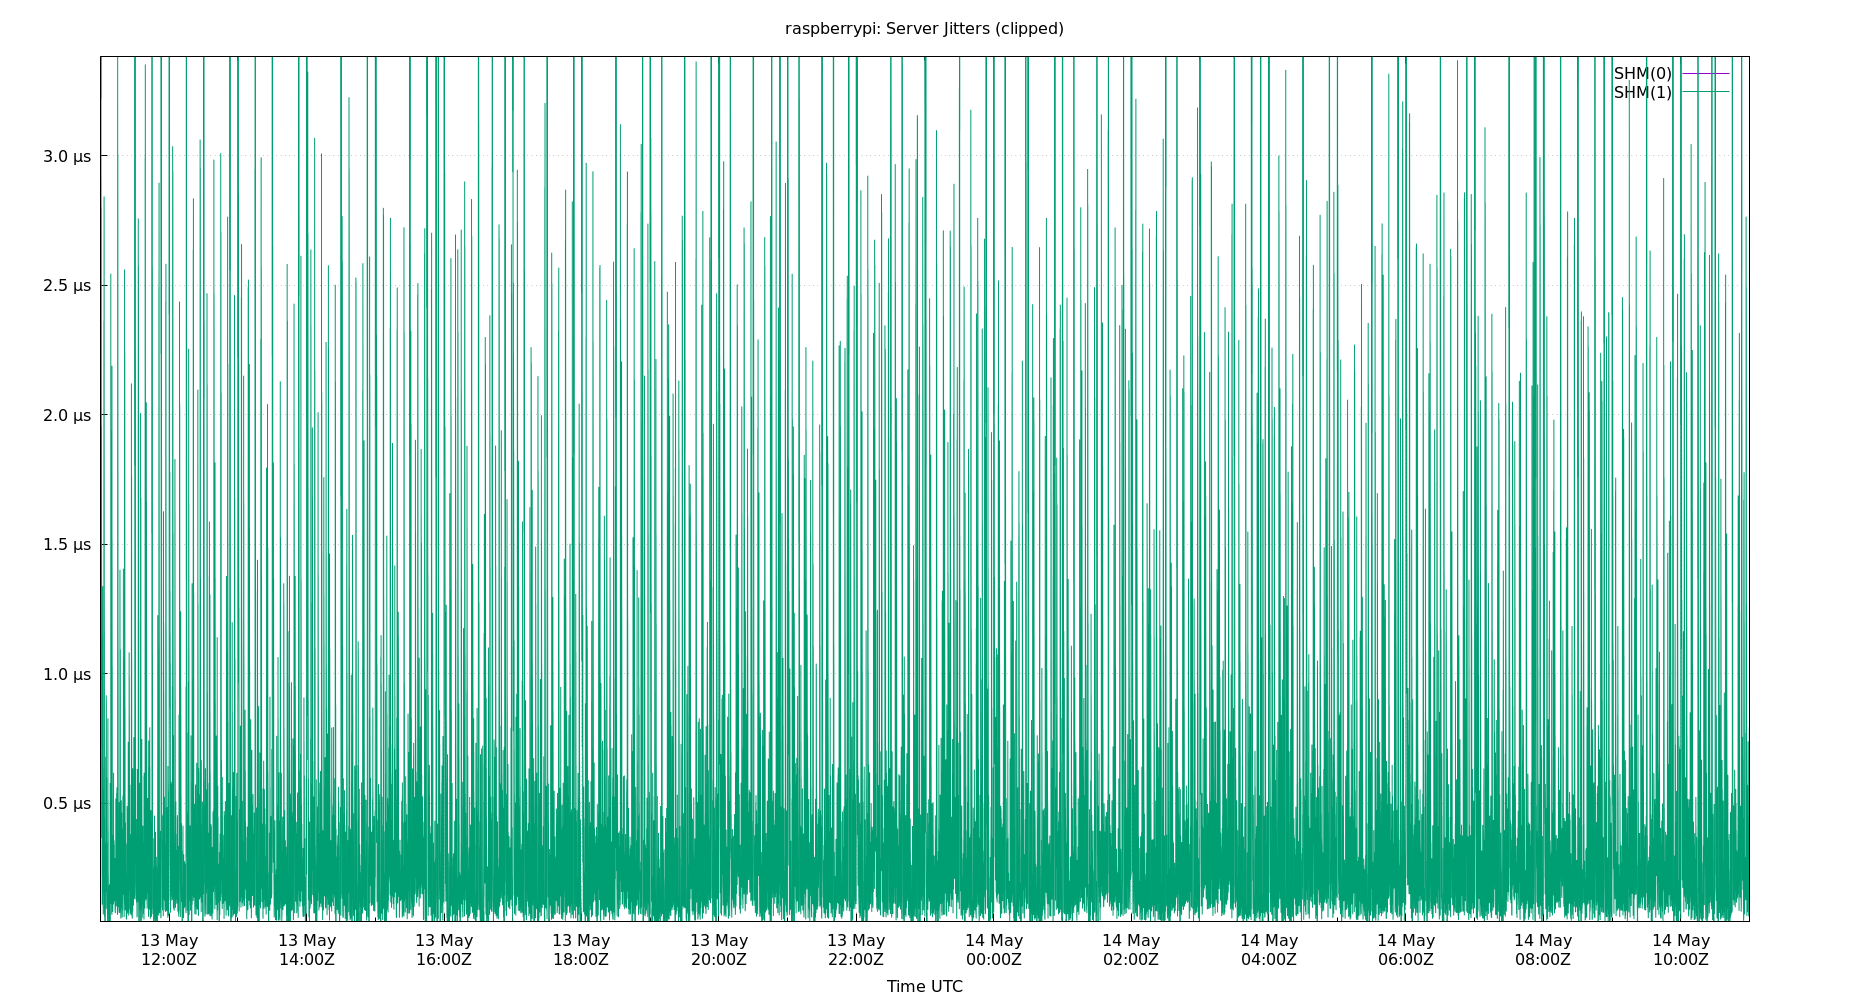 raspberrypi: Server Jitters (clipped)
SHM(0)
SHM(1)
3.0 µs
2.5 µs
2.0 µs
1.5 µs
1.0 µs
0.5 µs
13 May 13 May 13 May 13 May 13 May 13 May 14 May 14 May 14 May 14 May 14 May 14 May
12:00Z 14:00Z 16:00Z 18:00Z 20:00Z 22:00Z 00:00Z 02:00Z 04:00Z 06:00Z 08:00Z 10:00Z
Time UTC